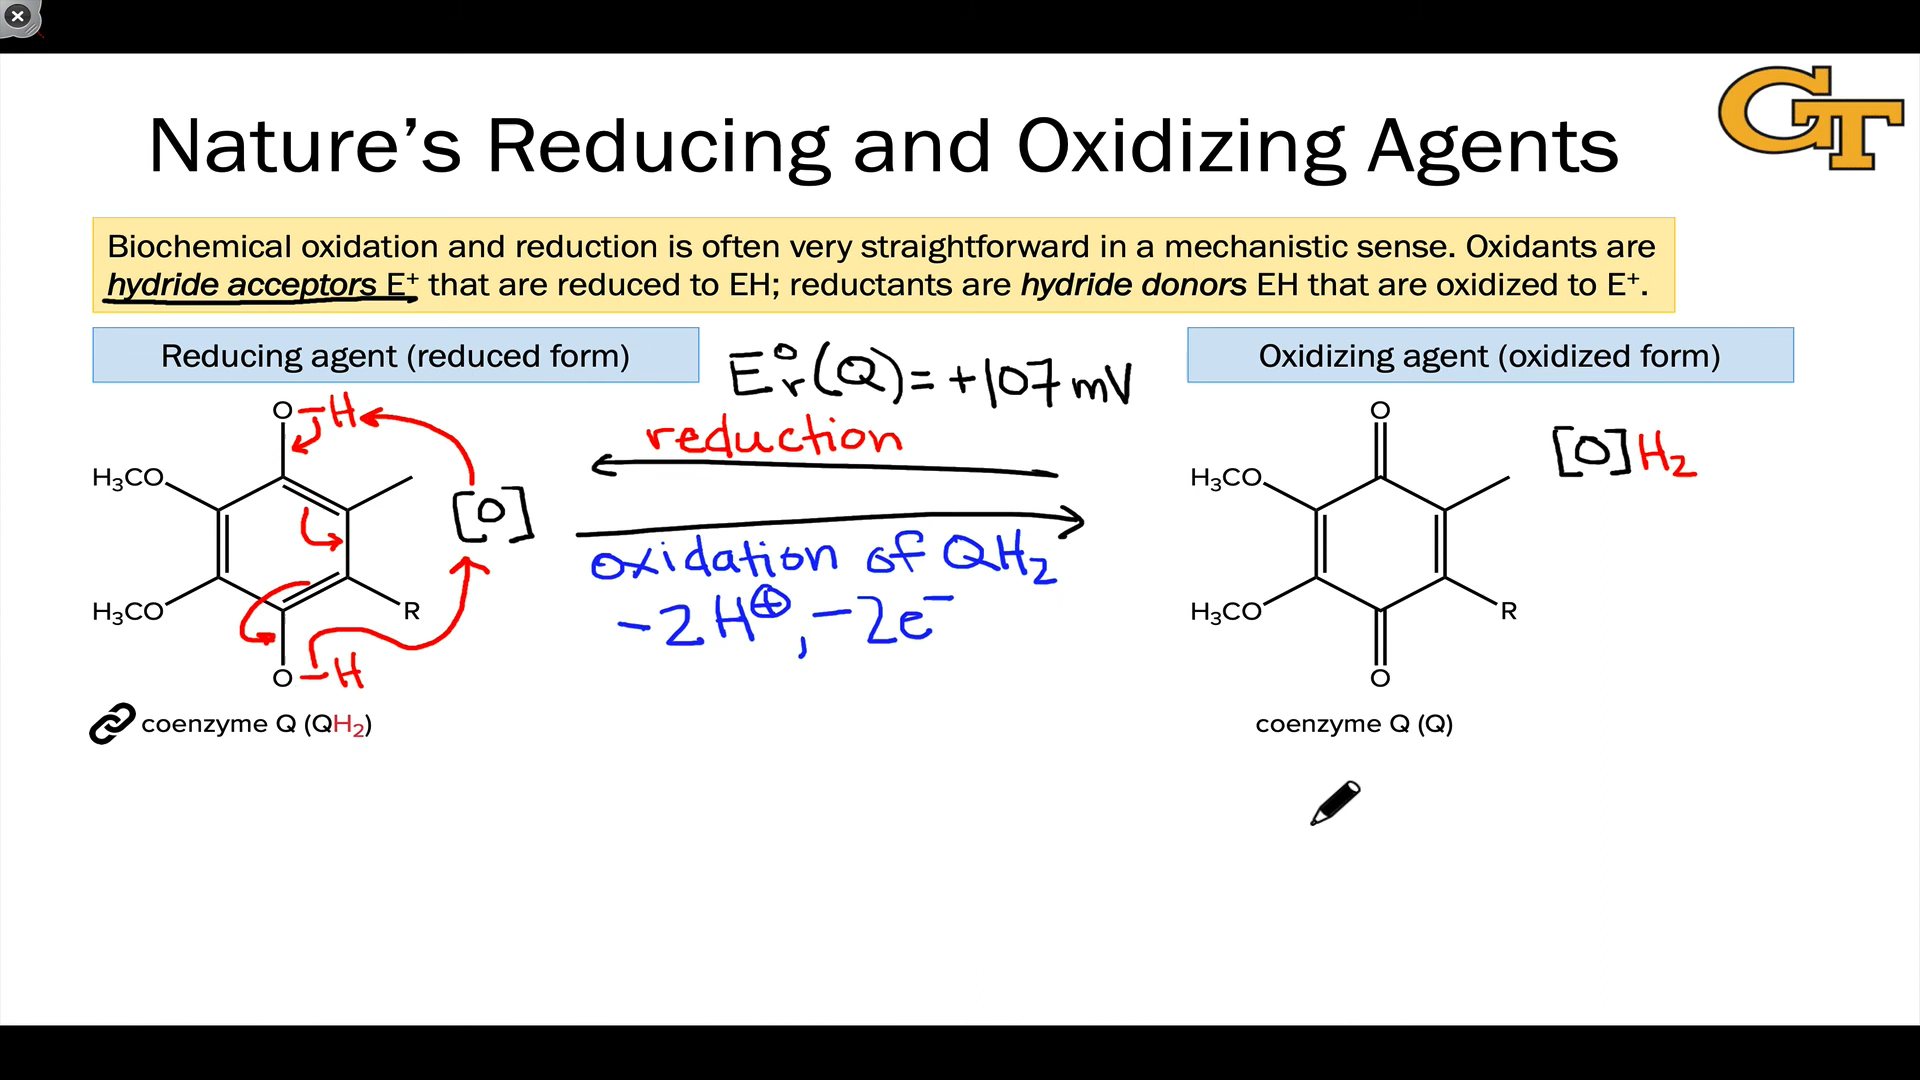 Nature’s Reducing and Oxidizing Agents
GT
Biochemical oxidation and reduction is often very straightforward in a mechanistic sense. Oxidants are
hydride acceptors E⁺ that are reduced to EH; reductants are hydride donors EH that are oxidized to E⁺.
Reducing agent (reduced form)
E°r(Q)=+107mV
Oxidizing agent (oxidized form)
O–H
reduction
O
[O]H₂
H₃CO
H₃CO
[O]
oxidation of QH₂
H₃CO
R
-2H⊕, -2e⁻
H₃CO
R
O–H
O
coenzyme Q (QH₂)
coenzyme Q (Q)